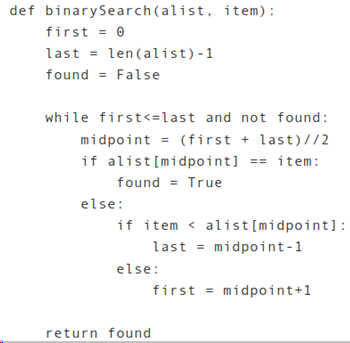 def binarySearch(alist, item):
    first = 0
    last = len(alist)-1
    found = False

    while first<=last and not found:
        midpoint = (first + last)//2
        if alist[midpoint] == item:
            found = True
        else:
            if item < alist[midpoint]:
                last = midpoint-1
            else:
                first = midpoint+1

    return found